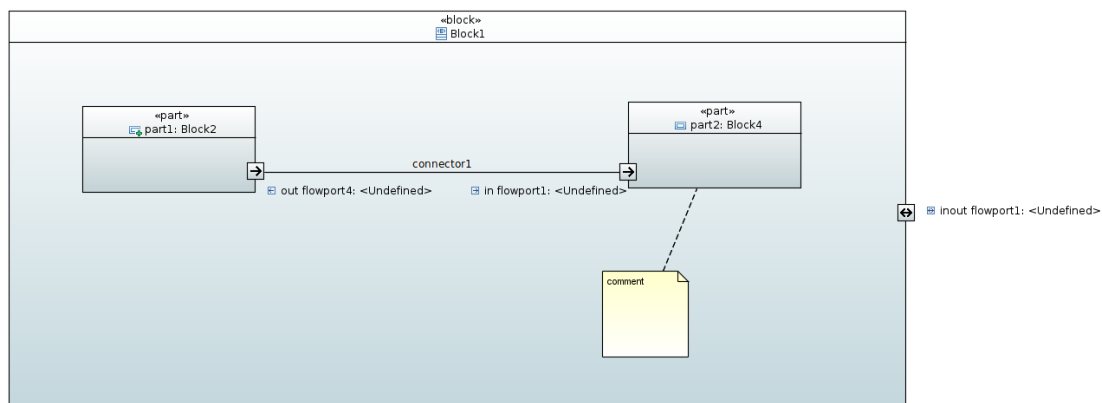 «block»
Block1
«part»
part1: Block2
«part»
part2: Block4
connector1
out flowport4: <Undefined>
in flowport1: <Undefined>
inout flowport1: <Undefined>
comment